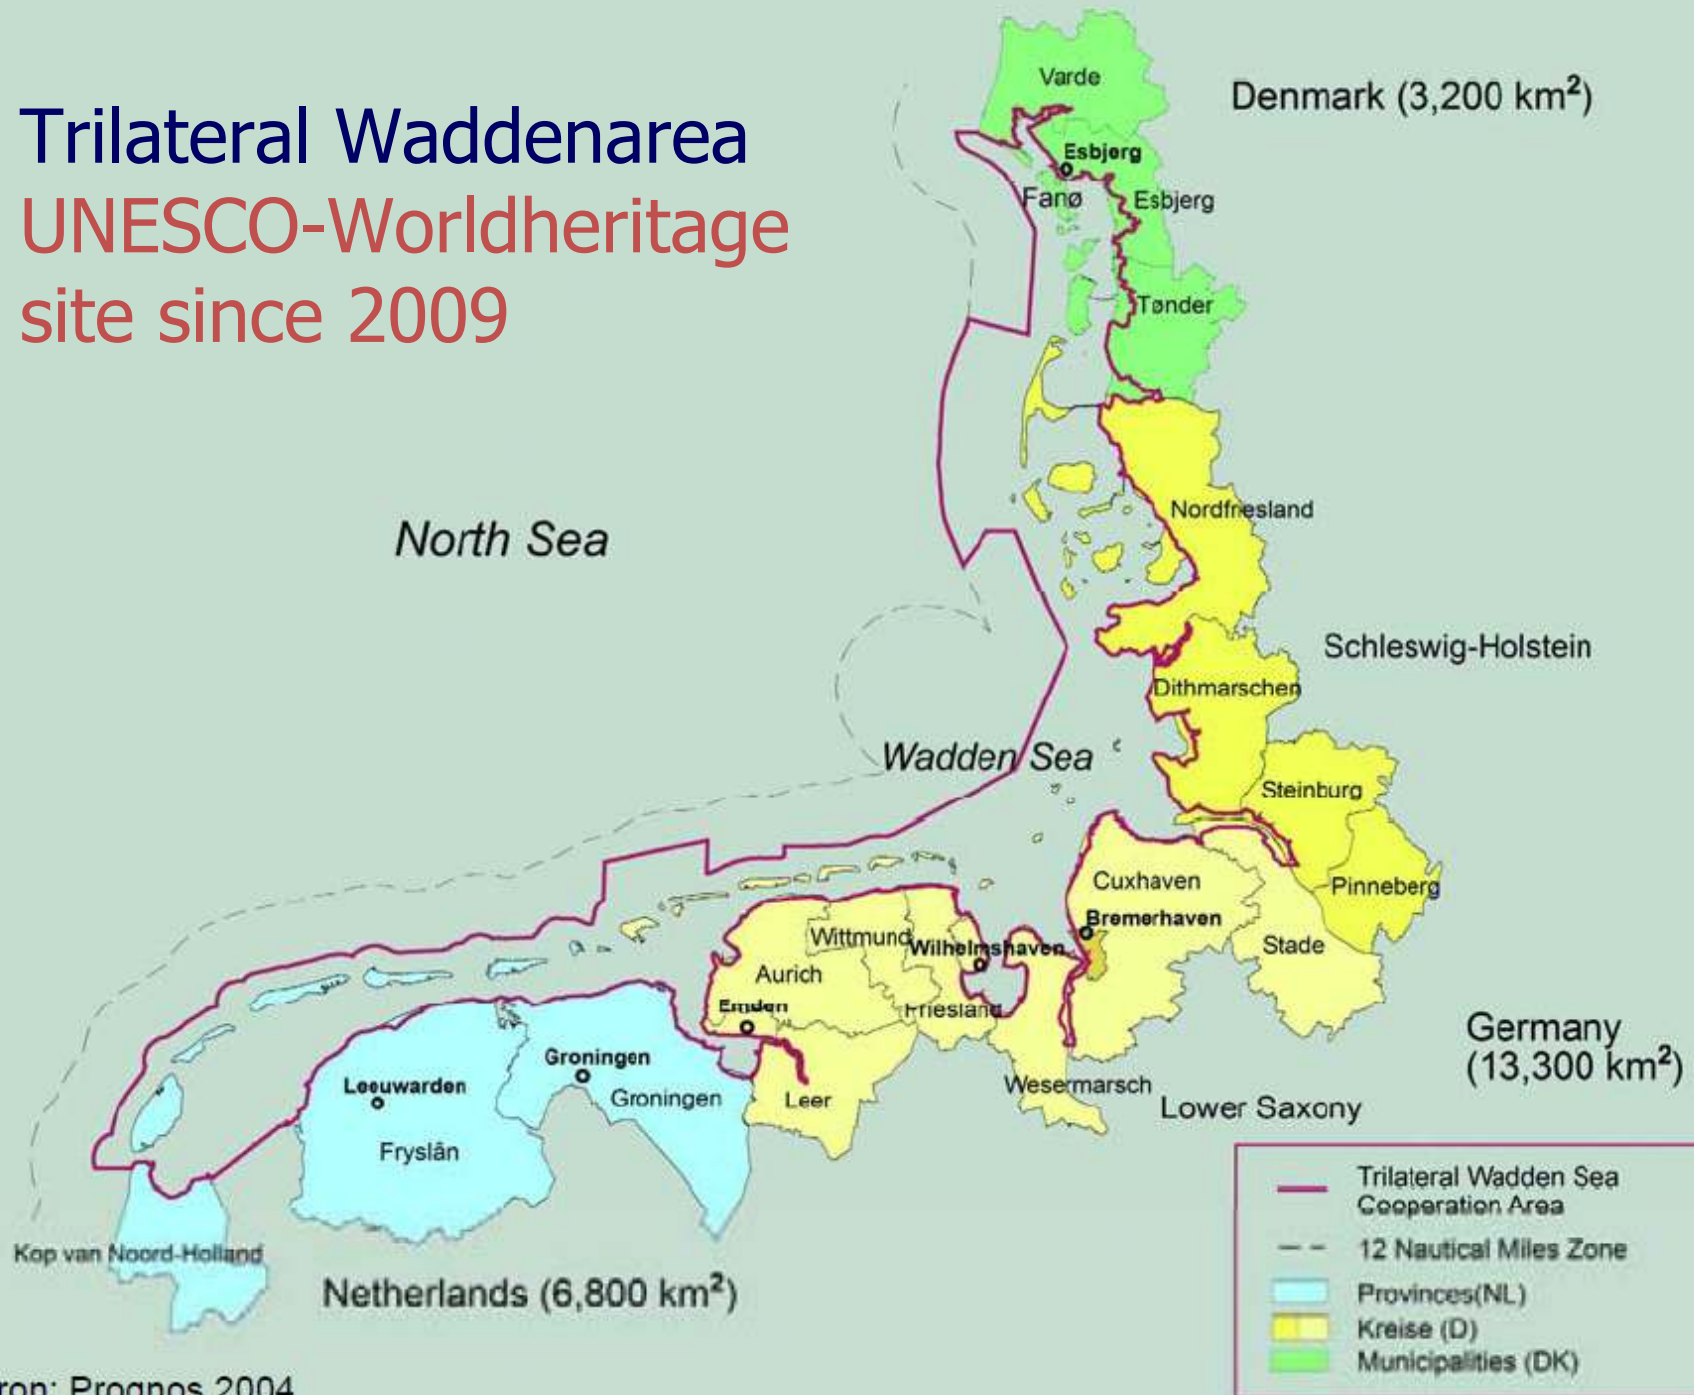 Trilateral Waddenarea
UNESCO-Worldheritage
site since 2009
Denmark (3,200 km²)
Varde
Esbjerg
Fanø
Esbjerg
Tønder
North Sea
Nordfriesland
Schleswig-Holstein
Dithmarschen
Wadden Sea
Steinburg
Pinneberg
Cuxhaven
Bremerhaven
Stade
Wittmund
Wilhelmshaven
Aurich
Emden
Friesland
Germany
(13,300 km²)
Groningen
Leeuwarden
Groningen
Leer
Wesermarsch
Lower Saxony
Fryslân
Kop van Noord-Holland
Netherlands (6,800 km²)
Trilateral Wadden Sea
Cooperation Area
12 Nautical Miles Zone
Provinces(NL)
Kreise (D)
Municipalities (DK)
ron: Prognos 2004